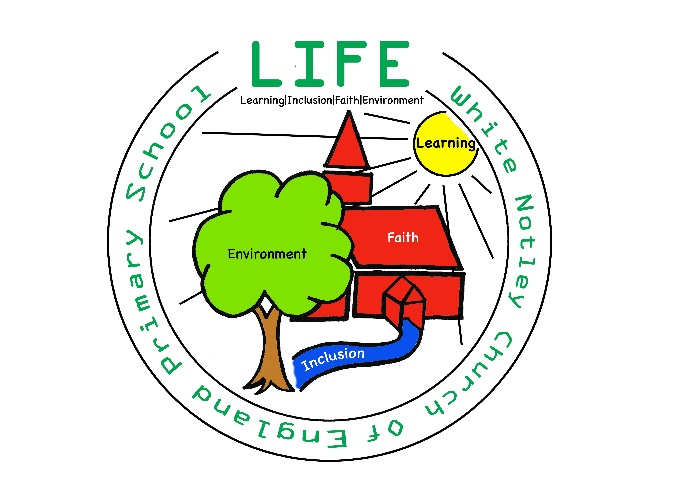 LIFE
Learning|Inclusion|Faith|Environment
White Notley Church Of England Primary School
Learning
Faith
Environment
Inclusion